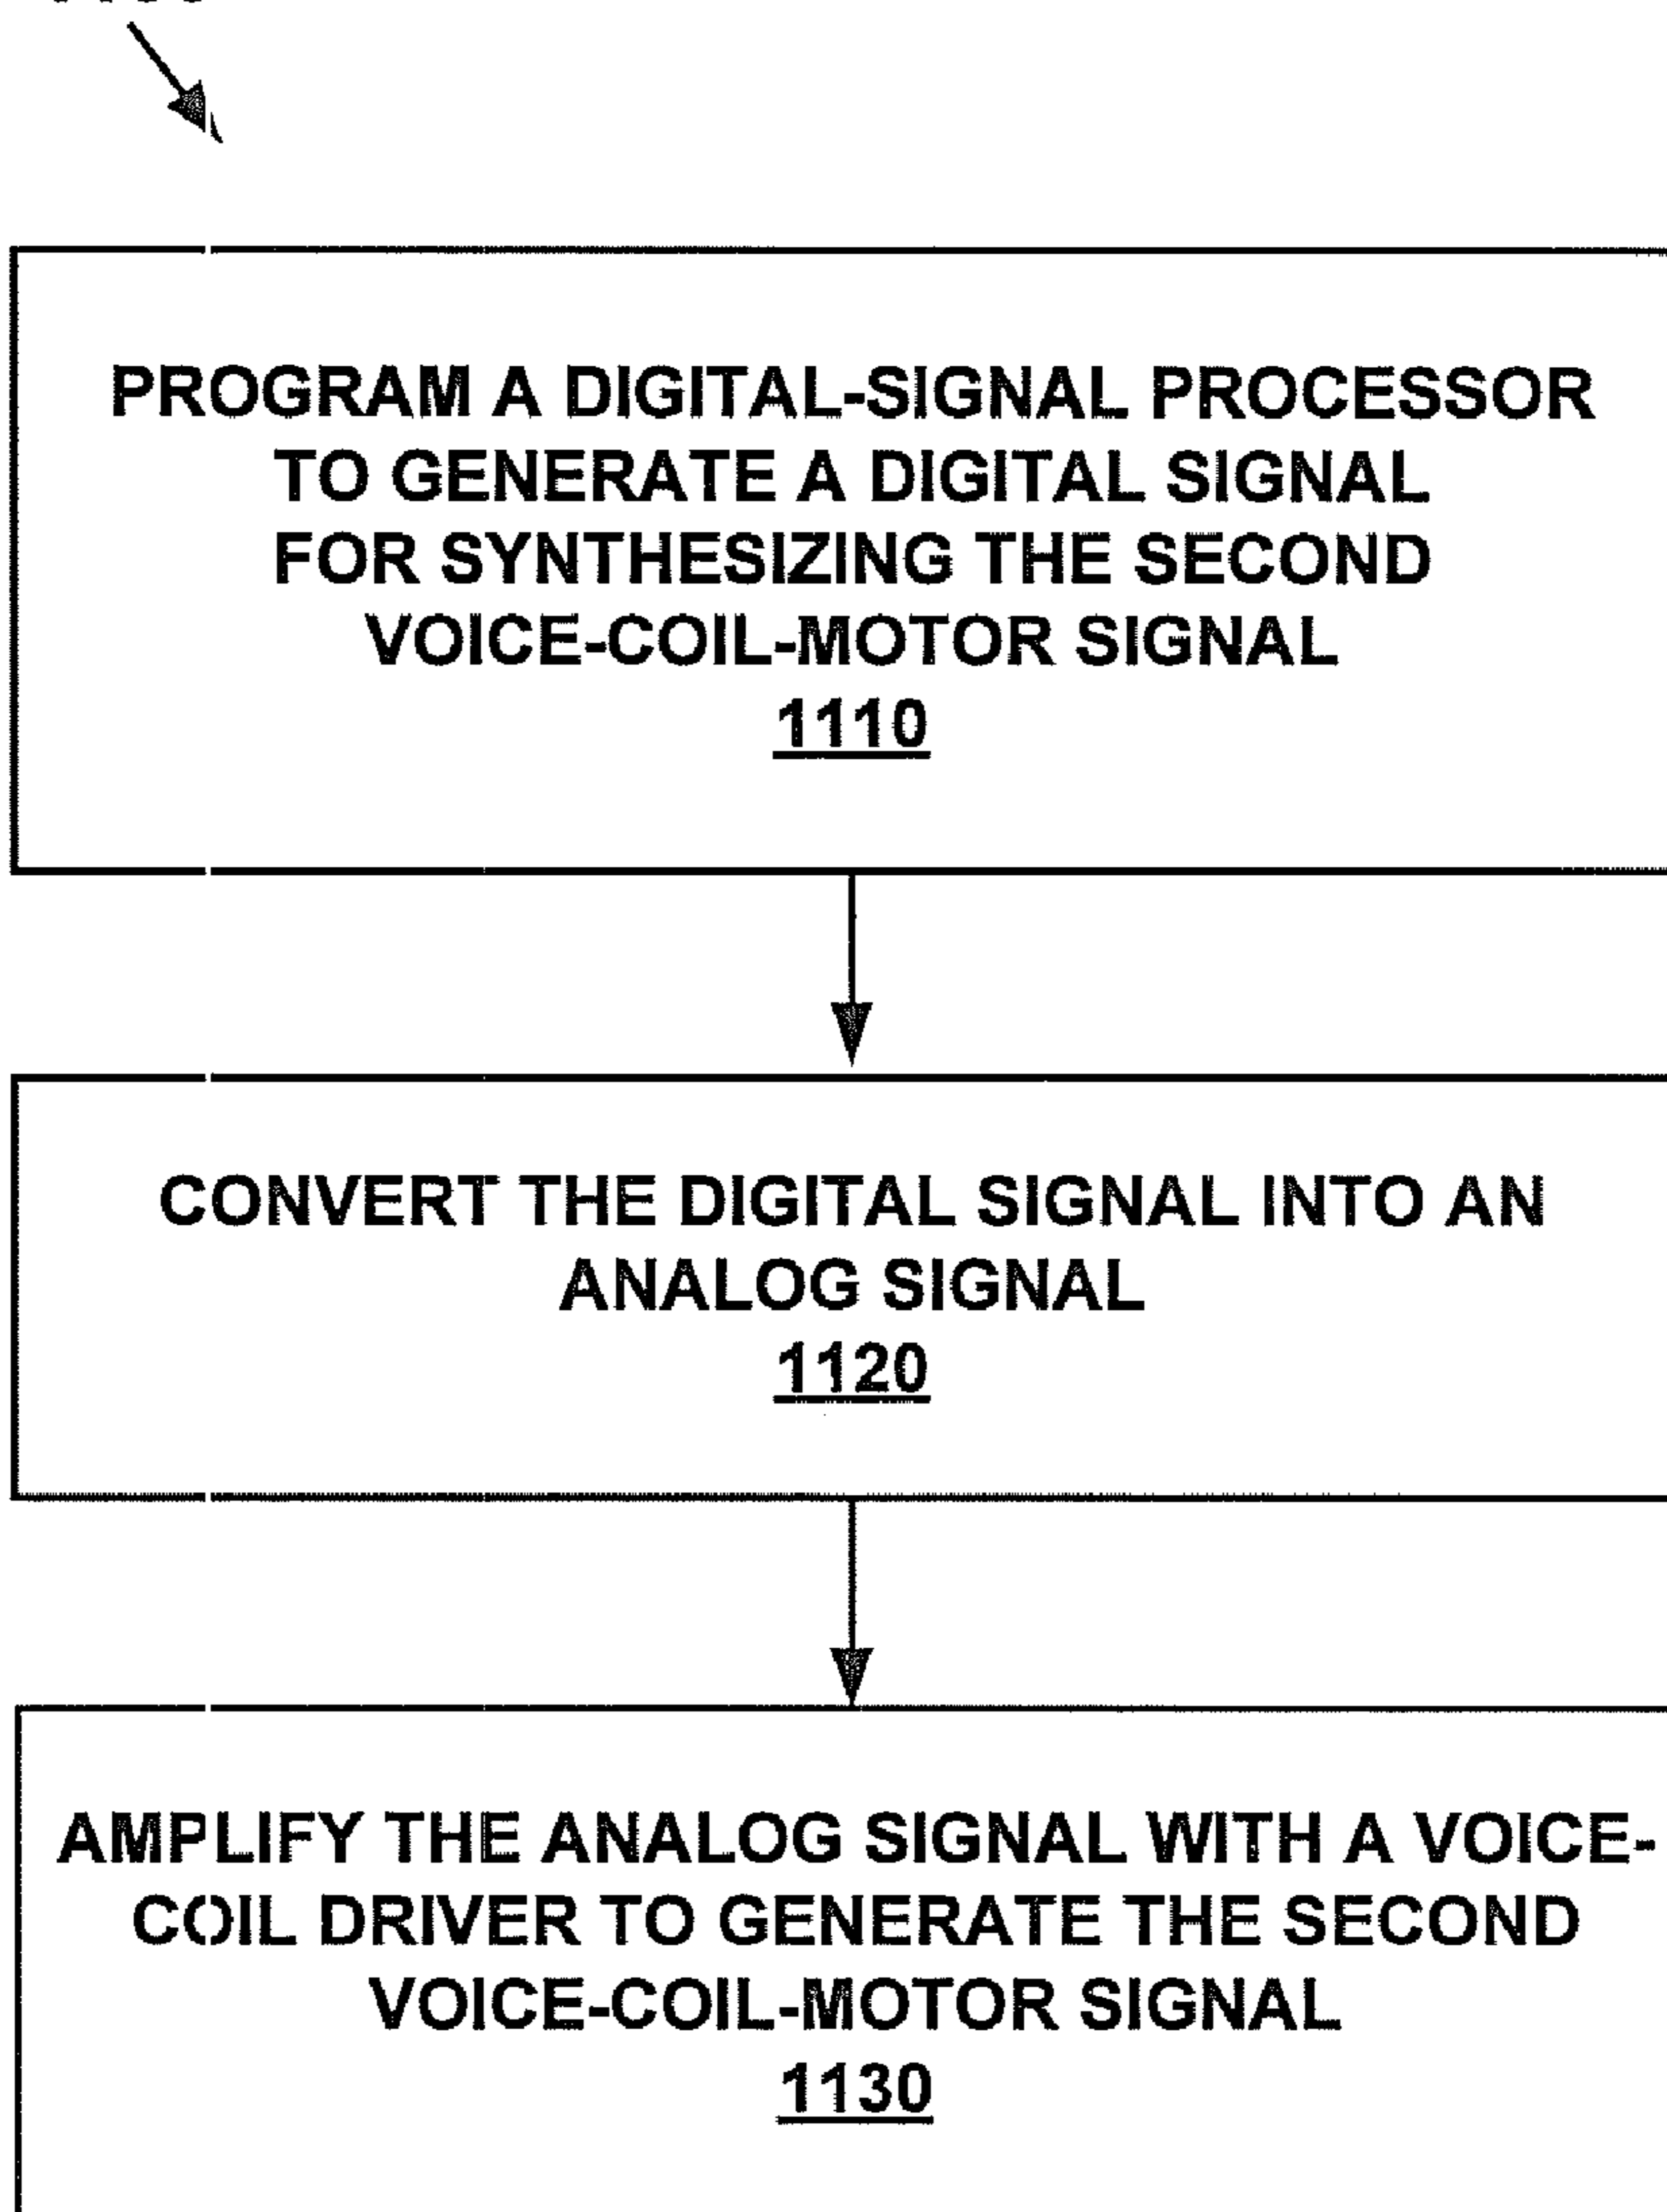 PROGRAM A DIGITAL-SIGNAL PROCESSOR
TO GENERATE A DIGITAL SIGNAL
FOR SYNTHESIZING THE SECOND
VOICE-COIL-MOTOR SIGNAL
1110
CONVERT THE DIGITAL SIGNAL INTO AN
ANALOG SIGNAL
1120
AMPLIFY THE ANALOG SIGNAL WITH A VOICE-
COIL DRIVER TO GENERATE THE SECOND
VOICE-COIL-MOTOR SIGNAL
1130